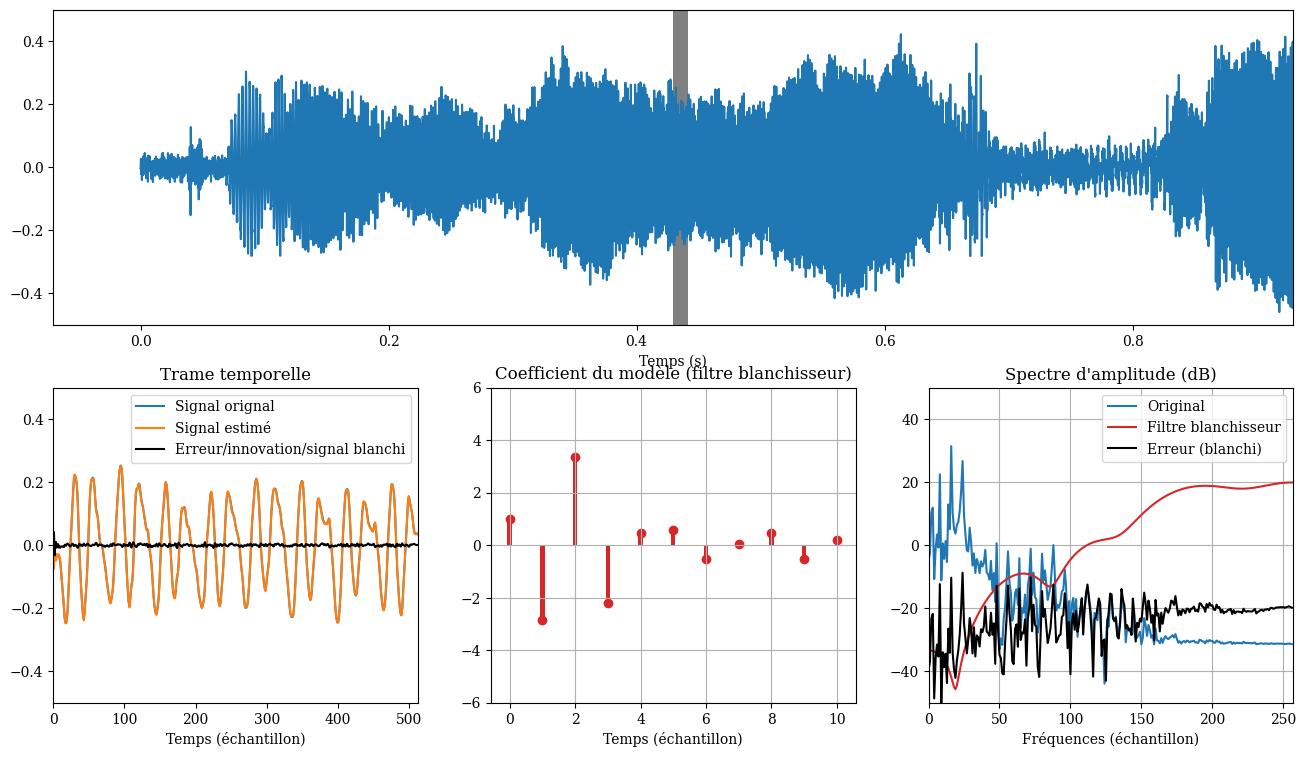 0.4
0.2
0.0
−0.2
−0.4
0.0 0.2 0.4 0.6 0.8
Temps (s)
Trame temporelle
0.4
0.2
0.0
−0.2
−0.4
Signal orignal
Signal estimé
Erreur/innovation/signal blanchi
0 100 200 300 400 500
Temps (échantillon)
Coefficient du modèle (filtre blanchisseur)
6
4
2
0
−2
−4
−6
0 2 4 6 8 10
Temps (échantillon)
Spectre d'amplitude (dB)
40
20
0
−20
−40
Original
Filtre blanchisseur
Erreur (blanchi)
0 50 100 150 200 250
Fréquences (échantillon)